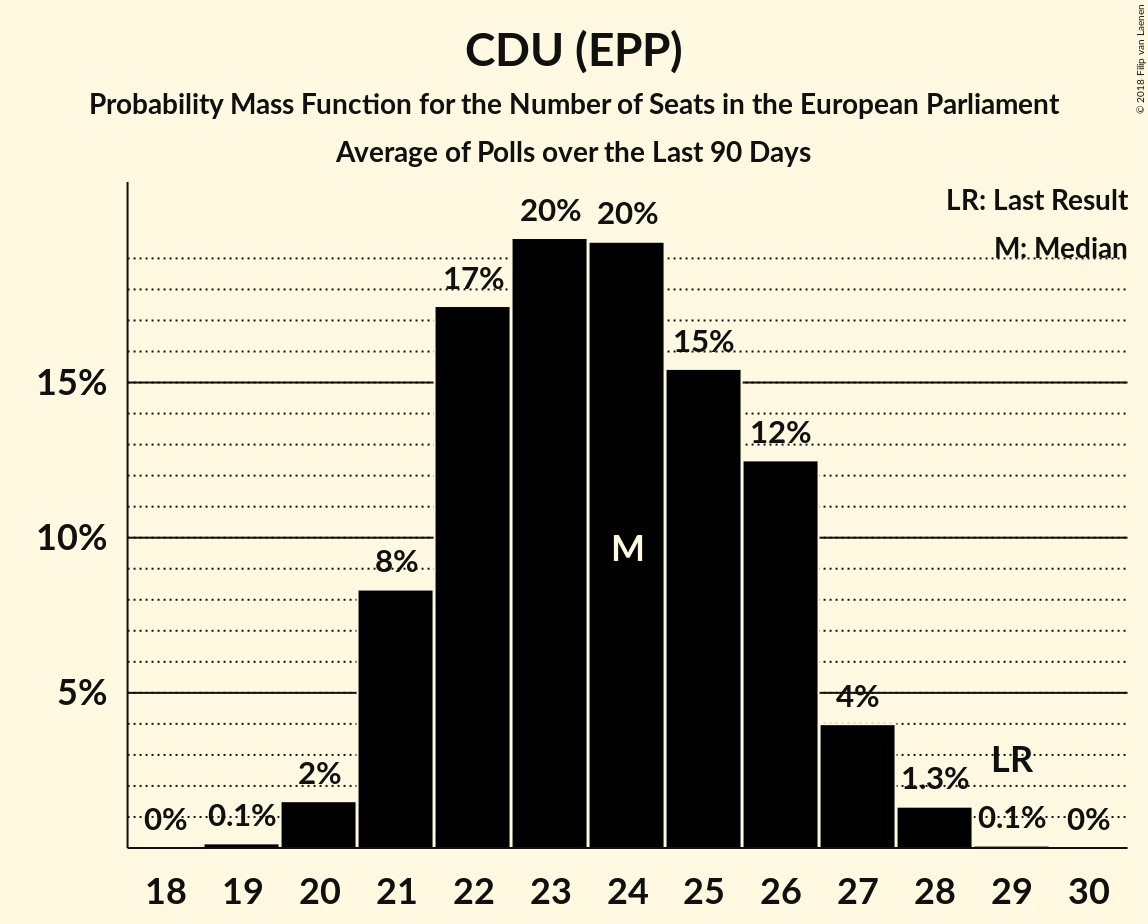 CDU (EPP)
Probability Mass Function for the Number of Seats in the European Parliament
Average of Polls over the Last 90 Days
© 2018 Filip van Laenen
LR: Last Result
M: Median
20%
20%
17%
15%
15%
12%
10%
M
8%
5%
4%
LR
2%
1.3%
0%
0.1%
0.1%
0%
18 19 20 21 22 23 24 25 26 27 28 29 30